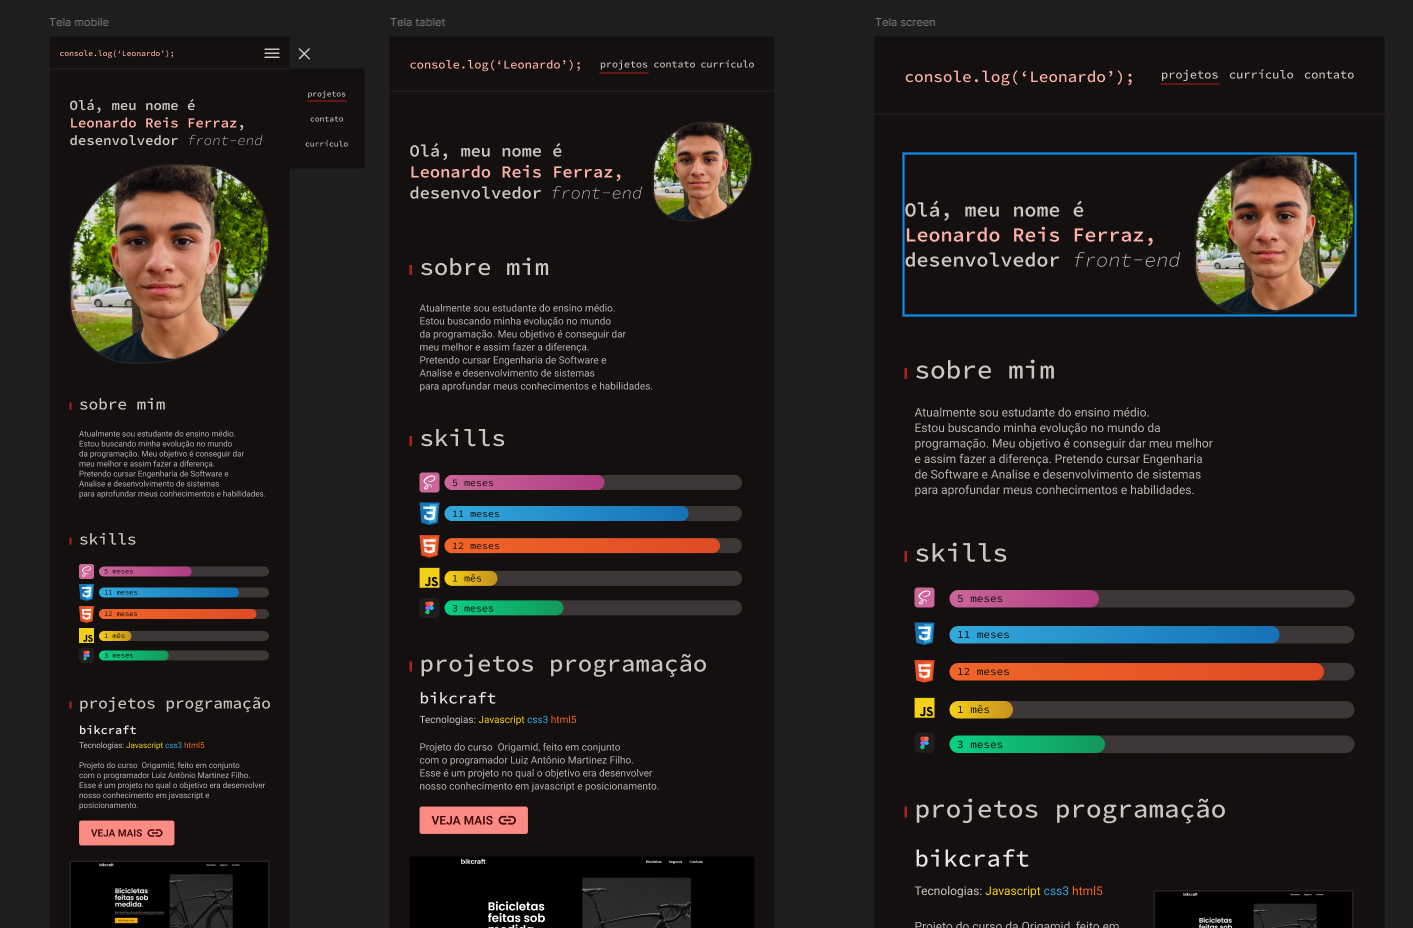 Tela mobile
console.log(‘Leonardo’);
projetos
contato
currículo
Olá, meu nome é
Leonardo Reis Ferraz,
desenvolvedor front-end
sobre mim
Atualmente sou estudante do ensino médio.
Estou buscando minha evolução no mundo
da programação. Meu objetivo é conseguir dar
meu melhor e assim fazer a diferença.
Pretendo cursar Engenharia de Software e
Analise e desenvolvimento de sistemas
para aprofundar meus conhecimentos e habilidades.
skills
5 meses
11 meses
12 meses
JS
1 mês
3 meses
projetos programação
bikcraft
Tecnologias: Javascript css3 html5
Projeto do curso Origamid, feito em conjunto
com o programador Luiz Antônio Martinez Filho.
Esse é um projeto no qual o objetivo era desenvolver
nosso conhecimento em javascript e
posicionamento.
VEJA MAIS
bikcraft
Bicicletas
feitas sob
medida.
Tela tablet
console.log(‘Leonardo’);
projetos contato currículo
Olá, meu nome é
Leonardo Reis Ferraz,
desenvolvedor front-end
sobre mim
Atualmente sou estudante do ensino médio.
Estou buscando minha evolução no mundo
da programação. Meu objetivo é conseguir dar
meu melhor e assim fazer a diferença.
Pretendo cursar Engenharia de Software e
Analise e desenvolvimento de sistemas
para aprofundar meus conhecimentos e habilidades.
skills
5 meses
11 meses
12 meses
JS
1 mês
3 meses
projetos programação
bikcraft
Tecnologias: Javascript css3 html5
Projeto do curso Origamid, feito em conjunto
com o programador Luiz Antônio Martinez Filho.
Esse é um projeto no qual o objetivo era desenvolver
nosso conhecimento em javascript e posicionamento.
VEJA MAIS
bikcraft
Bicicletas Seguros Contato
Bicicletas
feitas sob
medida.
Tela screen
console.log(‘Leonardo’);
projetos currículo contato
Olá, meu nome é
Leonardo Reis Ferraz,
desenvolvedor front-end
sobre mim
Atualmente sou estudante do ensino médio.
Estou buscando minha evolução no mundo da
programação. Meu objetivo é conseguir dar meu melhor
e assim fazer a diferença. Pretendo cursar Engenharia
de Software e Analise e desenvolvimento de sistemas
para aprofundar meus conhecimentos e habilidades.
skills
5 meses
11 meses
12 meses
JS
1 mês
3 meses
projetos programação
bikcraft
Tecnologias: Javascript css3 html5
Projeto do curso da Origamid, feito em
bikcraft
Bicicletas
feitas sob